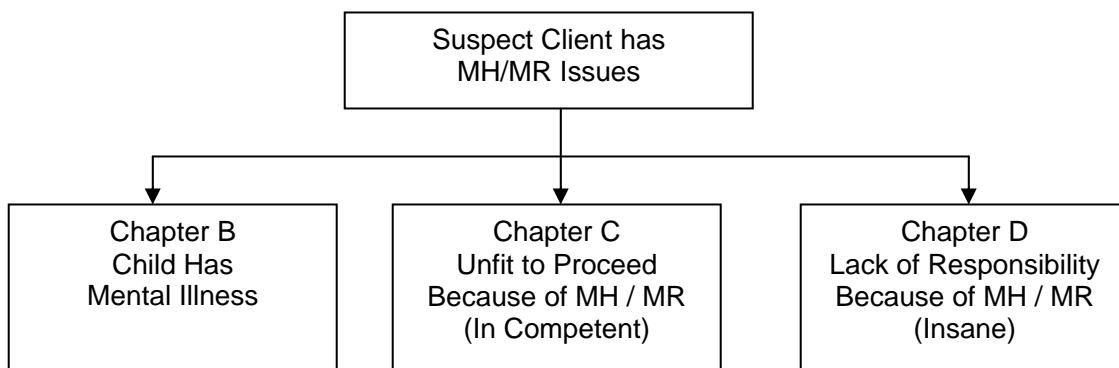 Suspect Client has
MH/MR Issues
Chapter B
Child Has
Mental Illness
Chapter C
Unfit to Proceed
Because of MH / MR
(In Competent)
Chapter D
Lack of Responsibility
Because of MH / MR
(Insane)